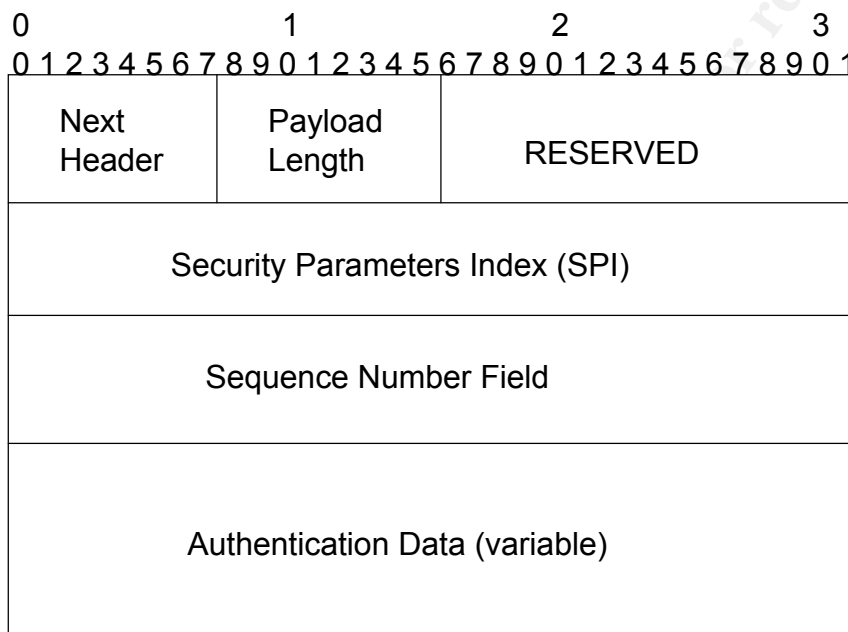 0 1 2 3
0 1 2 3 4 5 6 7 8 9 0 1 2 3 4 5 6 7 8 9 0 1 2 3 4 5 6 7 8 9 0 1
Next
Header
Payload
Length
RESERVED
Security Parameters Index (SPI)
Sequence Number Field
Authentication Data (variable)